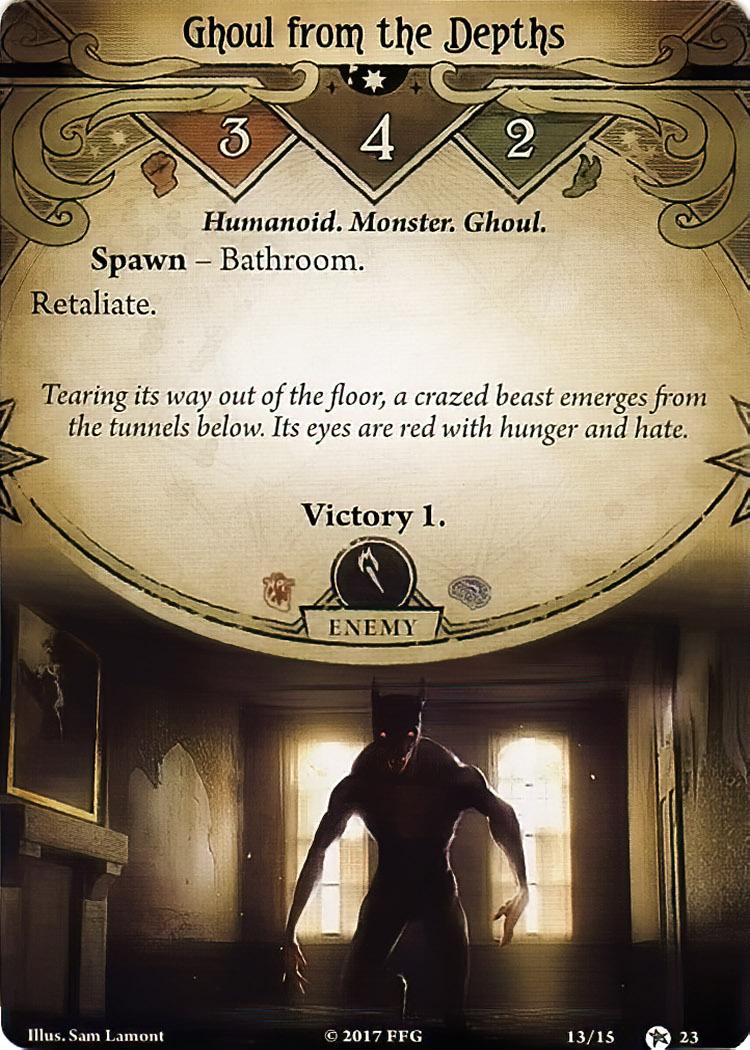 Ghoul from the Depths
3 4 2
Humanoid. Monster. Ghoul.
Spawn – Bathroom.
Retaliate.
Tearing its way out of the floor, a crazed beast emerges from
the tunnels below. Its eyes are red with hunger and hate.
Victory 1.
ENEMY
Illus. Sam Lamont © 2017 FFG 13/15 23